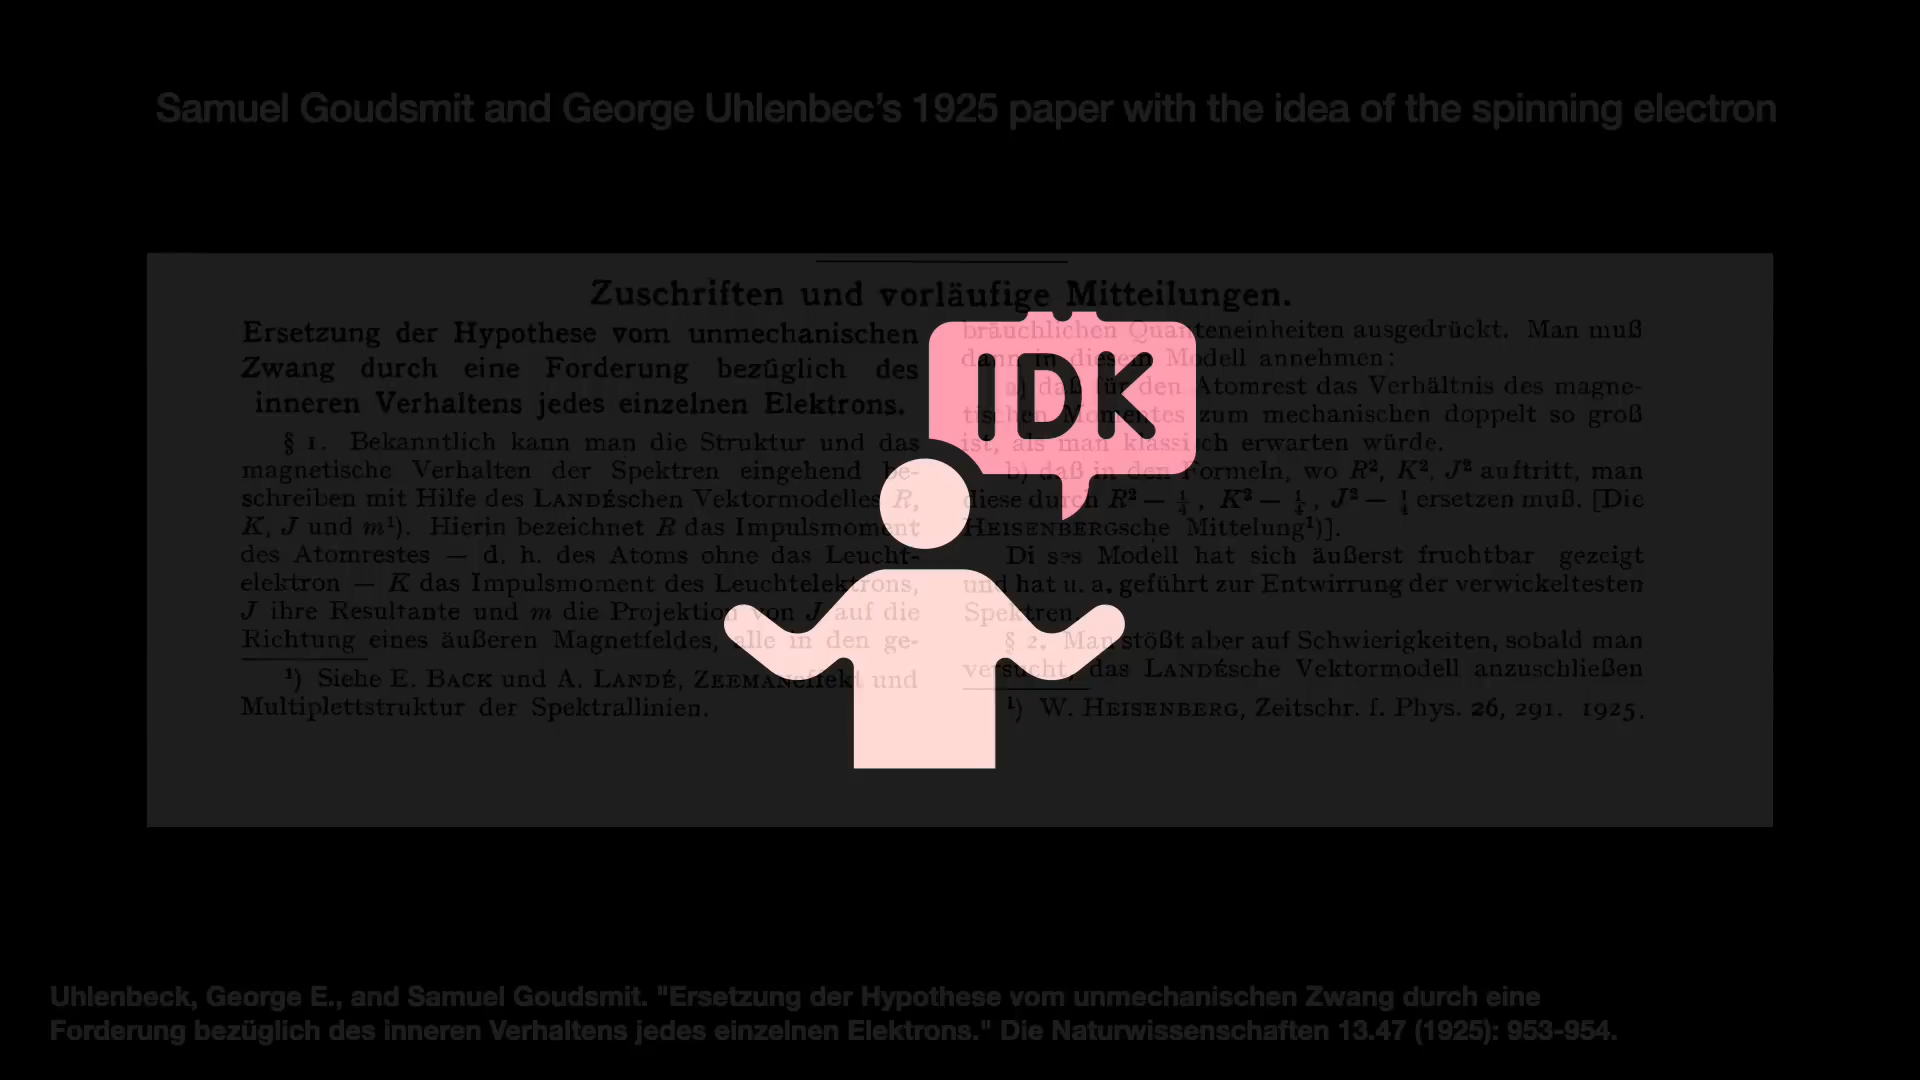 Samuel Goudsmit and George Uhlenbec’s 1925 paper with the idea of the spinning electron
Zuschriften und vorläufige Mitteilungen.
Ersetzung der Hypothese vom unmechanischen
Zwang durch eine Forderung bezüglich des
inneren Verhaltens jedes einzelnen Elektrons.
§ 1. Bekanntlich kann man die Struktur und das
magnetische Verhalten der Spektren eingehend be-
schreiben mit Hilfe des LANDÉschen Vektormodelles R,
K, J und m¹). Hierin bezeichnet R das Impulsmoment
des Atomrestes — d. h. des Atoms ohne das Leucht-
elektron — K das Impulsmoment des Leuchtelektrons,
J ihre Resultante und m die Projektion von J auf die
Richtung eines äußeren Magnetfeldes, alle in den ge-
¹) Siehe E. BACK und A. LANDÉ, ZEEMANeffekt und
Multiplettstruktur der Spektrallinien.
bräuchlichen Quanteneinheiten ausgedrückt. Man muß
dann in diesem Modell annehmen:
a) daß für den Atomrest das Verhältnis des magne-
tischen Momentes zum mechanischen doppelt so groß
ist, als man klassisch erwarten würde.
b) daß in den Formeln, wo R², K², J² auftritt, man
diese durch R² — ¼, K² — ¼, J² — ¼ ersetzen muß. [Die
HEISENBERGsche Mittelung¹)].
Di ses Modell hat sich äußerst fruchtbar gezeigt
und hat u. a. geführt zur Entwirrung der verwickeltesten
Spektren.
§ 2. Man stößt aber auf Schwierigkeiten, sobald man
versucht, das LANDÉsche Vektormodell anzuschließen
¹) W. HEISENBERG, Zeitschr. f. Phys. 26, 291. 1925.
IDK
Uhlenbeck, George E., and Samuel Goudsmit. "Ersetzung der Hypothese vom unmechanischen Zwang durch eine
Forderung bezüglich des inneren Verhaltens jedes einzelnen Elektrons." Die Naturwissenschaften 13.47 (1925): 953-954.